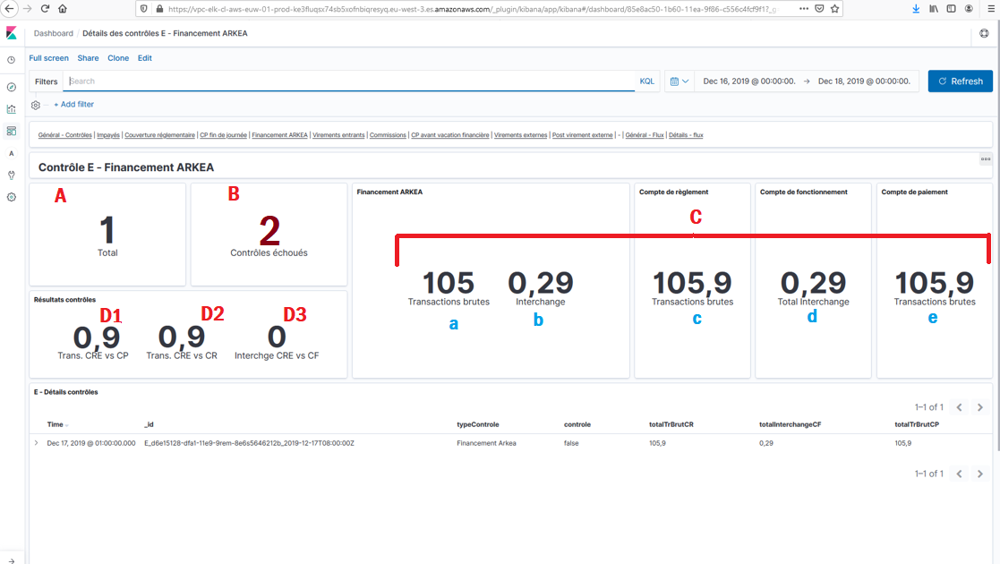 https://vpc-elk-cl-aws-euw-01-prod-ke3fluqsx74sb5xofnbiqresyq.eu-west-3.es.amazonaws.com/_plugin/kibana/app/kibana#/dashboard/85e8ac50-1b60-11ea-9f86-c556c4fcf9f1?_g
Dashboard / Détails des contrôles E - Financement ARKEA
Full screen Share Clone Edit
Filters Search KQL Dec 16, 2019 @ 00:00:00. → Dec 18, 2019 @ 00:00:00. Refresh
+ Add filter
Général - Contrôles | Impayés | Couverture réglementaire | CP fin de journée | Financement ARKEA | Virements entrants | Commissions | CP avant vacation financière | Virements externes | Post virement externe | - | Général - Flux | Détails - flux
A
Contrôle E - Financement ARKEA
A
1
Total
B
2
Contrôles échoués
Financement ARKEA
Compte de règlement
Compte de fonctionnement
Compte de paiement
C
105
Transactions brutes
a
0,29
Interchange
b
105,9
Transactions brutes
c
0,29
Total Interchange
d
105,9
Transactions brutes
e
Résultats contrôles
D1
0,9
Trans. CRE vs CP
D2
0,9
Trans. CRE vs CR
D3
0
Interchge CRE vs CF
E - Détails contrôles
1–1 of 1
Time _id typeControle controle totalTrBrutCR totalInterchangeCF totalTrBrutCP
Dec 17, 2019 @ 01:00:00.000 E_d6e15128-dfa1-11e9-9rem-8e6s5646212b_2019-12-17T08:00:00Z Financement Arkea false 105,9 0,29 105,9
1–1 of 1